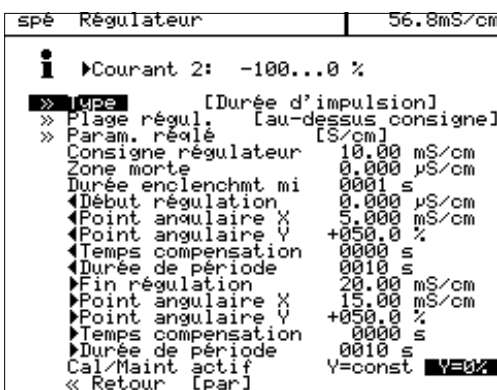 spé Régulateur 56.8mS/cm
i ▶Courant 2: -100...0 %
» Type [Durée d'impulsion]
» Plage régul. [au-dessus consigne]
» Param. réglé [S/cm]
Consigne régulateur 10.00 mS/cm
Zone morte 0.000 µS/cm
Durée enclenchmt mi 0001 s
◀Début régulation 0.000 µS/cm
◀Point angulaire X 5.000 mS/cm
◀Point angulaire Y +050.0 %
◀Temps compensation 0000 s
◀Durée de période 0010 s
▶Fin régulation 20.00 mS/cm
▶Point angulaire X 15.00 mS/cm
▶Point angulaire Y +050.0 %
▶Temps compensation 0000 s
▶Durée de période 0010 s
Cal/Maint actif Y=const Y=0%
« Retour [par]